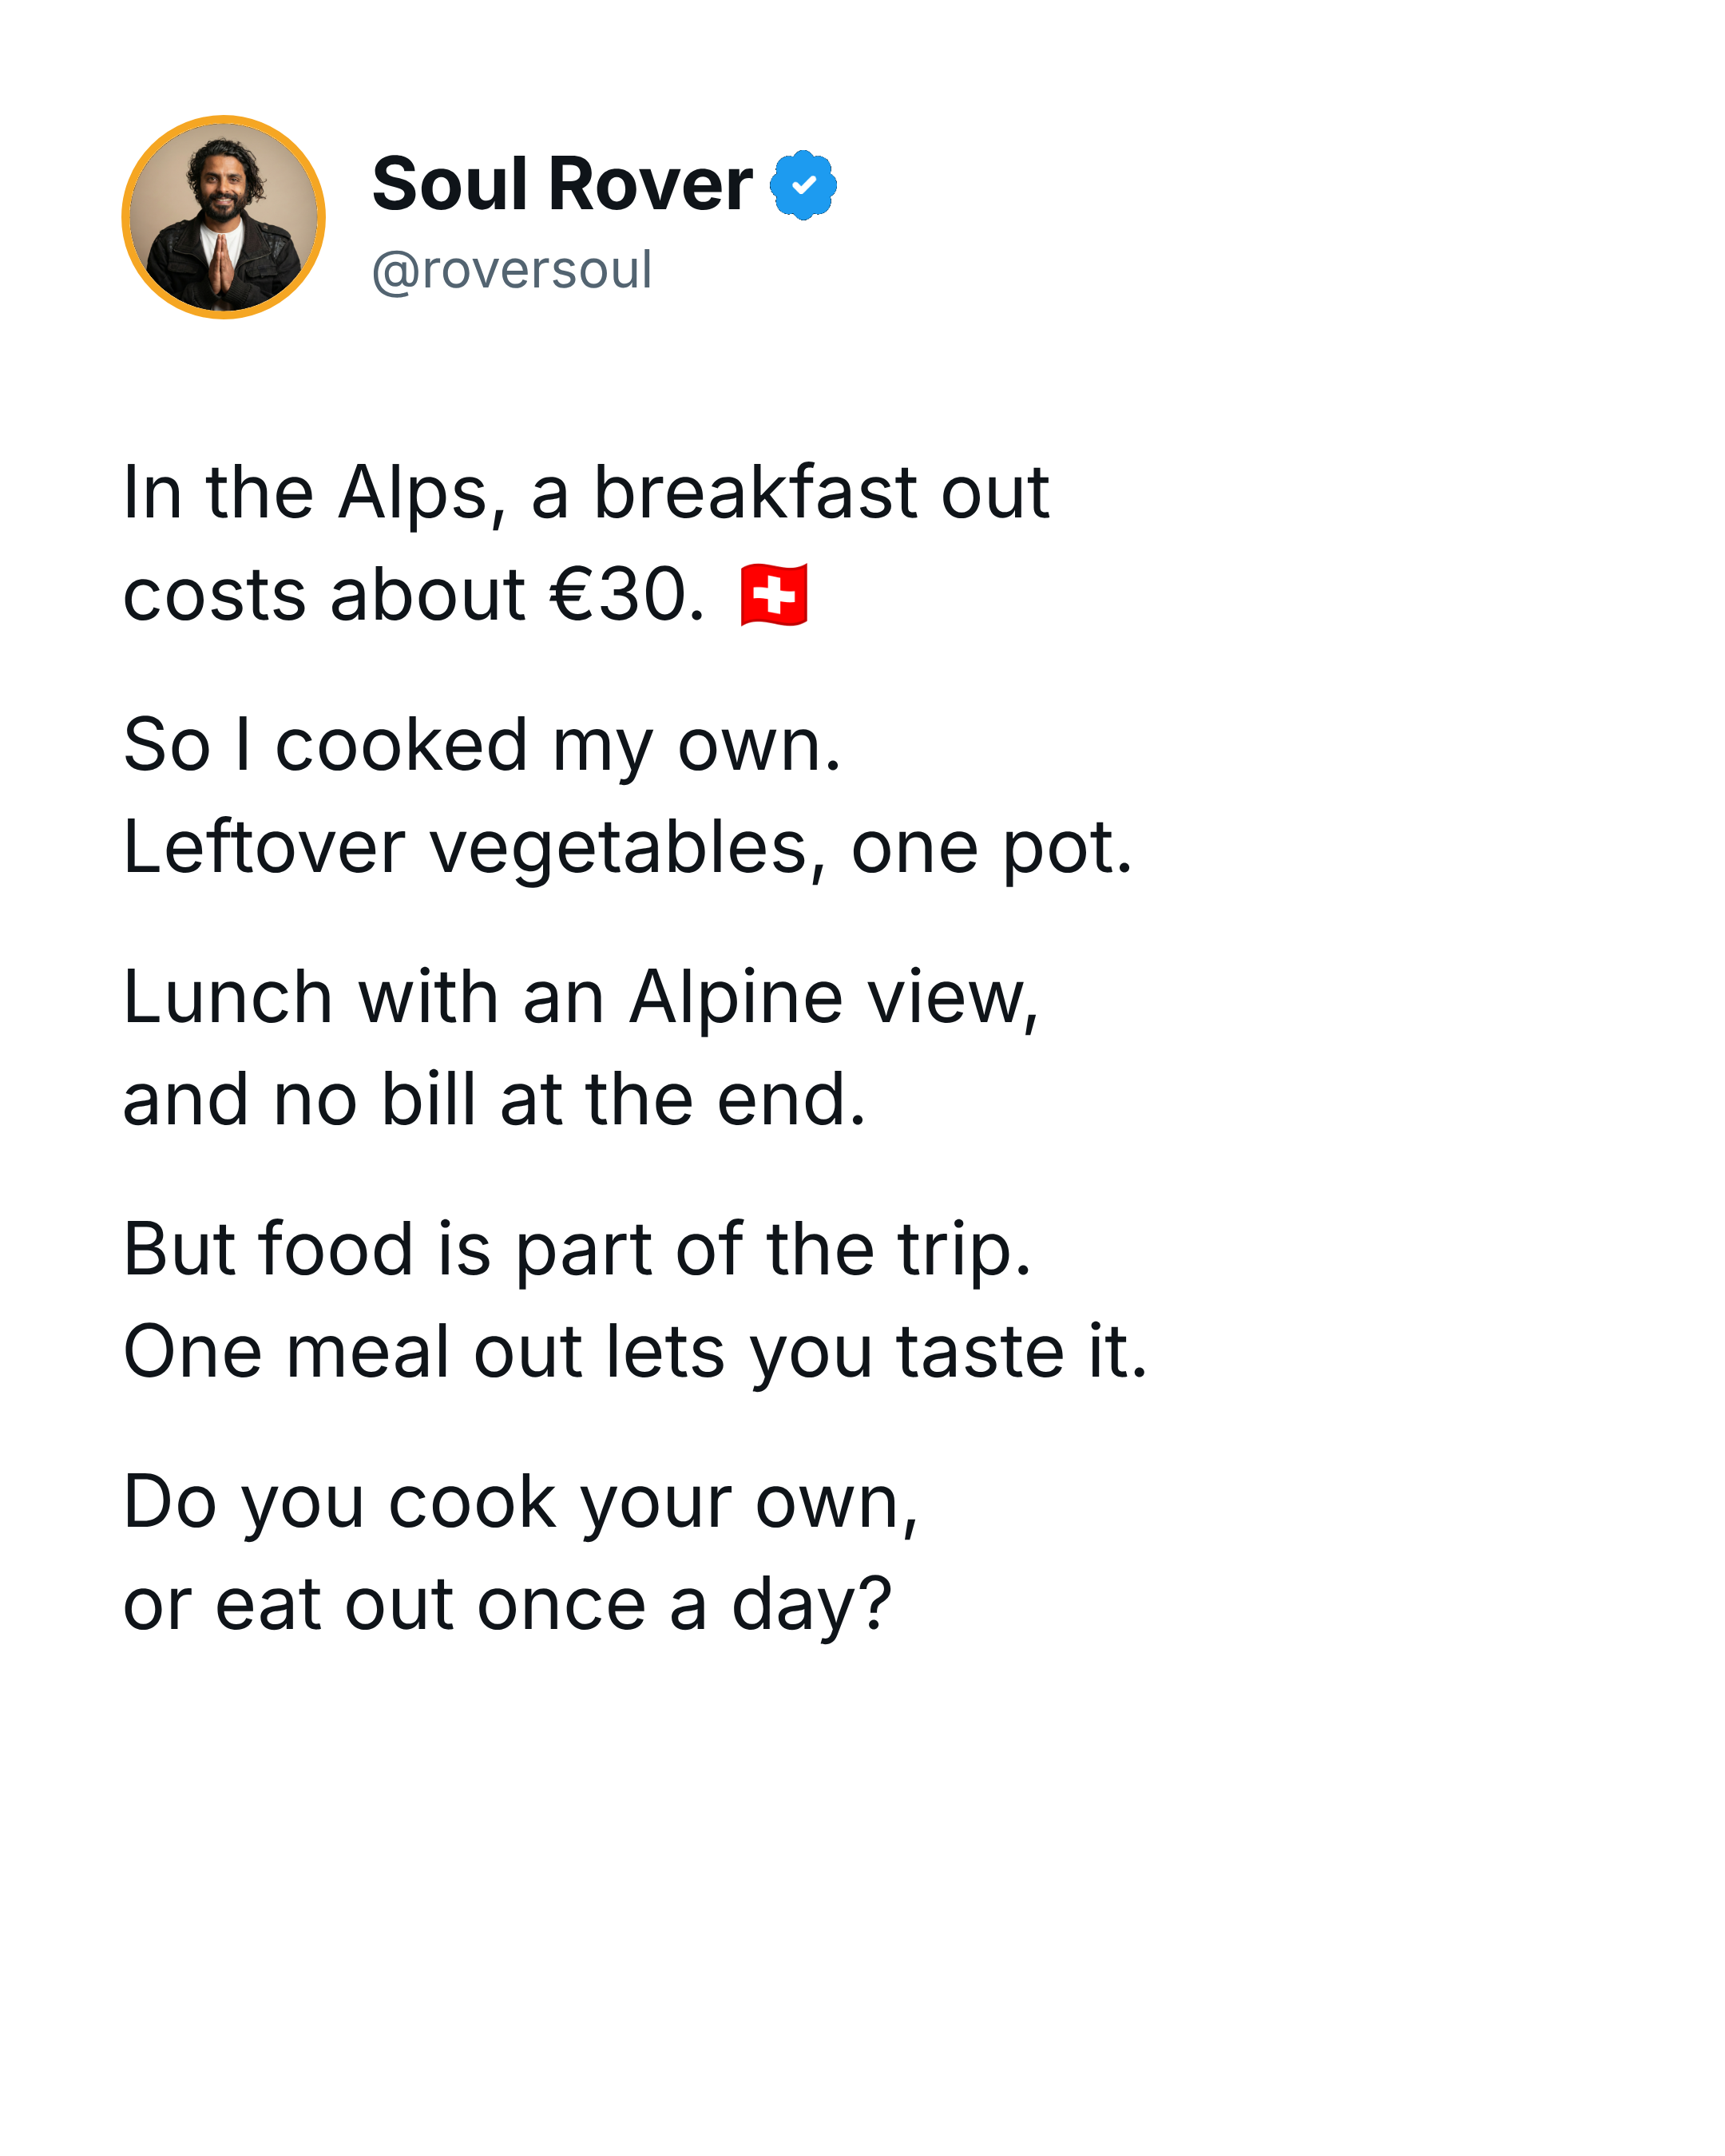 Soul Rover
@roversoul
In the Alps, a breakfast out
costs about €30. 🇨🇭
So I cooked my own.
Leftover vegetables, one pot.
Lunch with an Alpine view,
and no bill at the end.
But food is part of the trip.
One meal out lets you taste it.
Do you cook your own,
or eat out once a day?